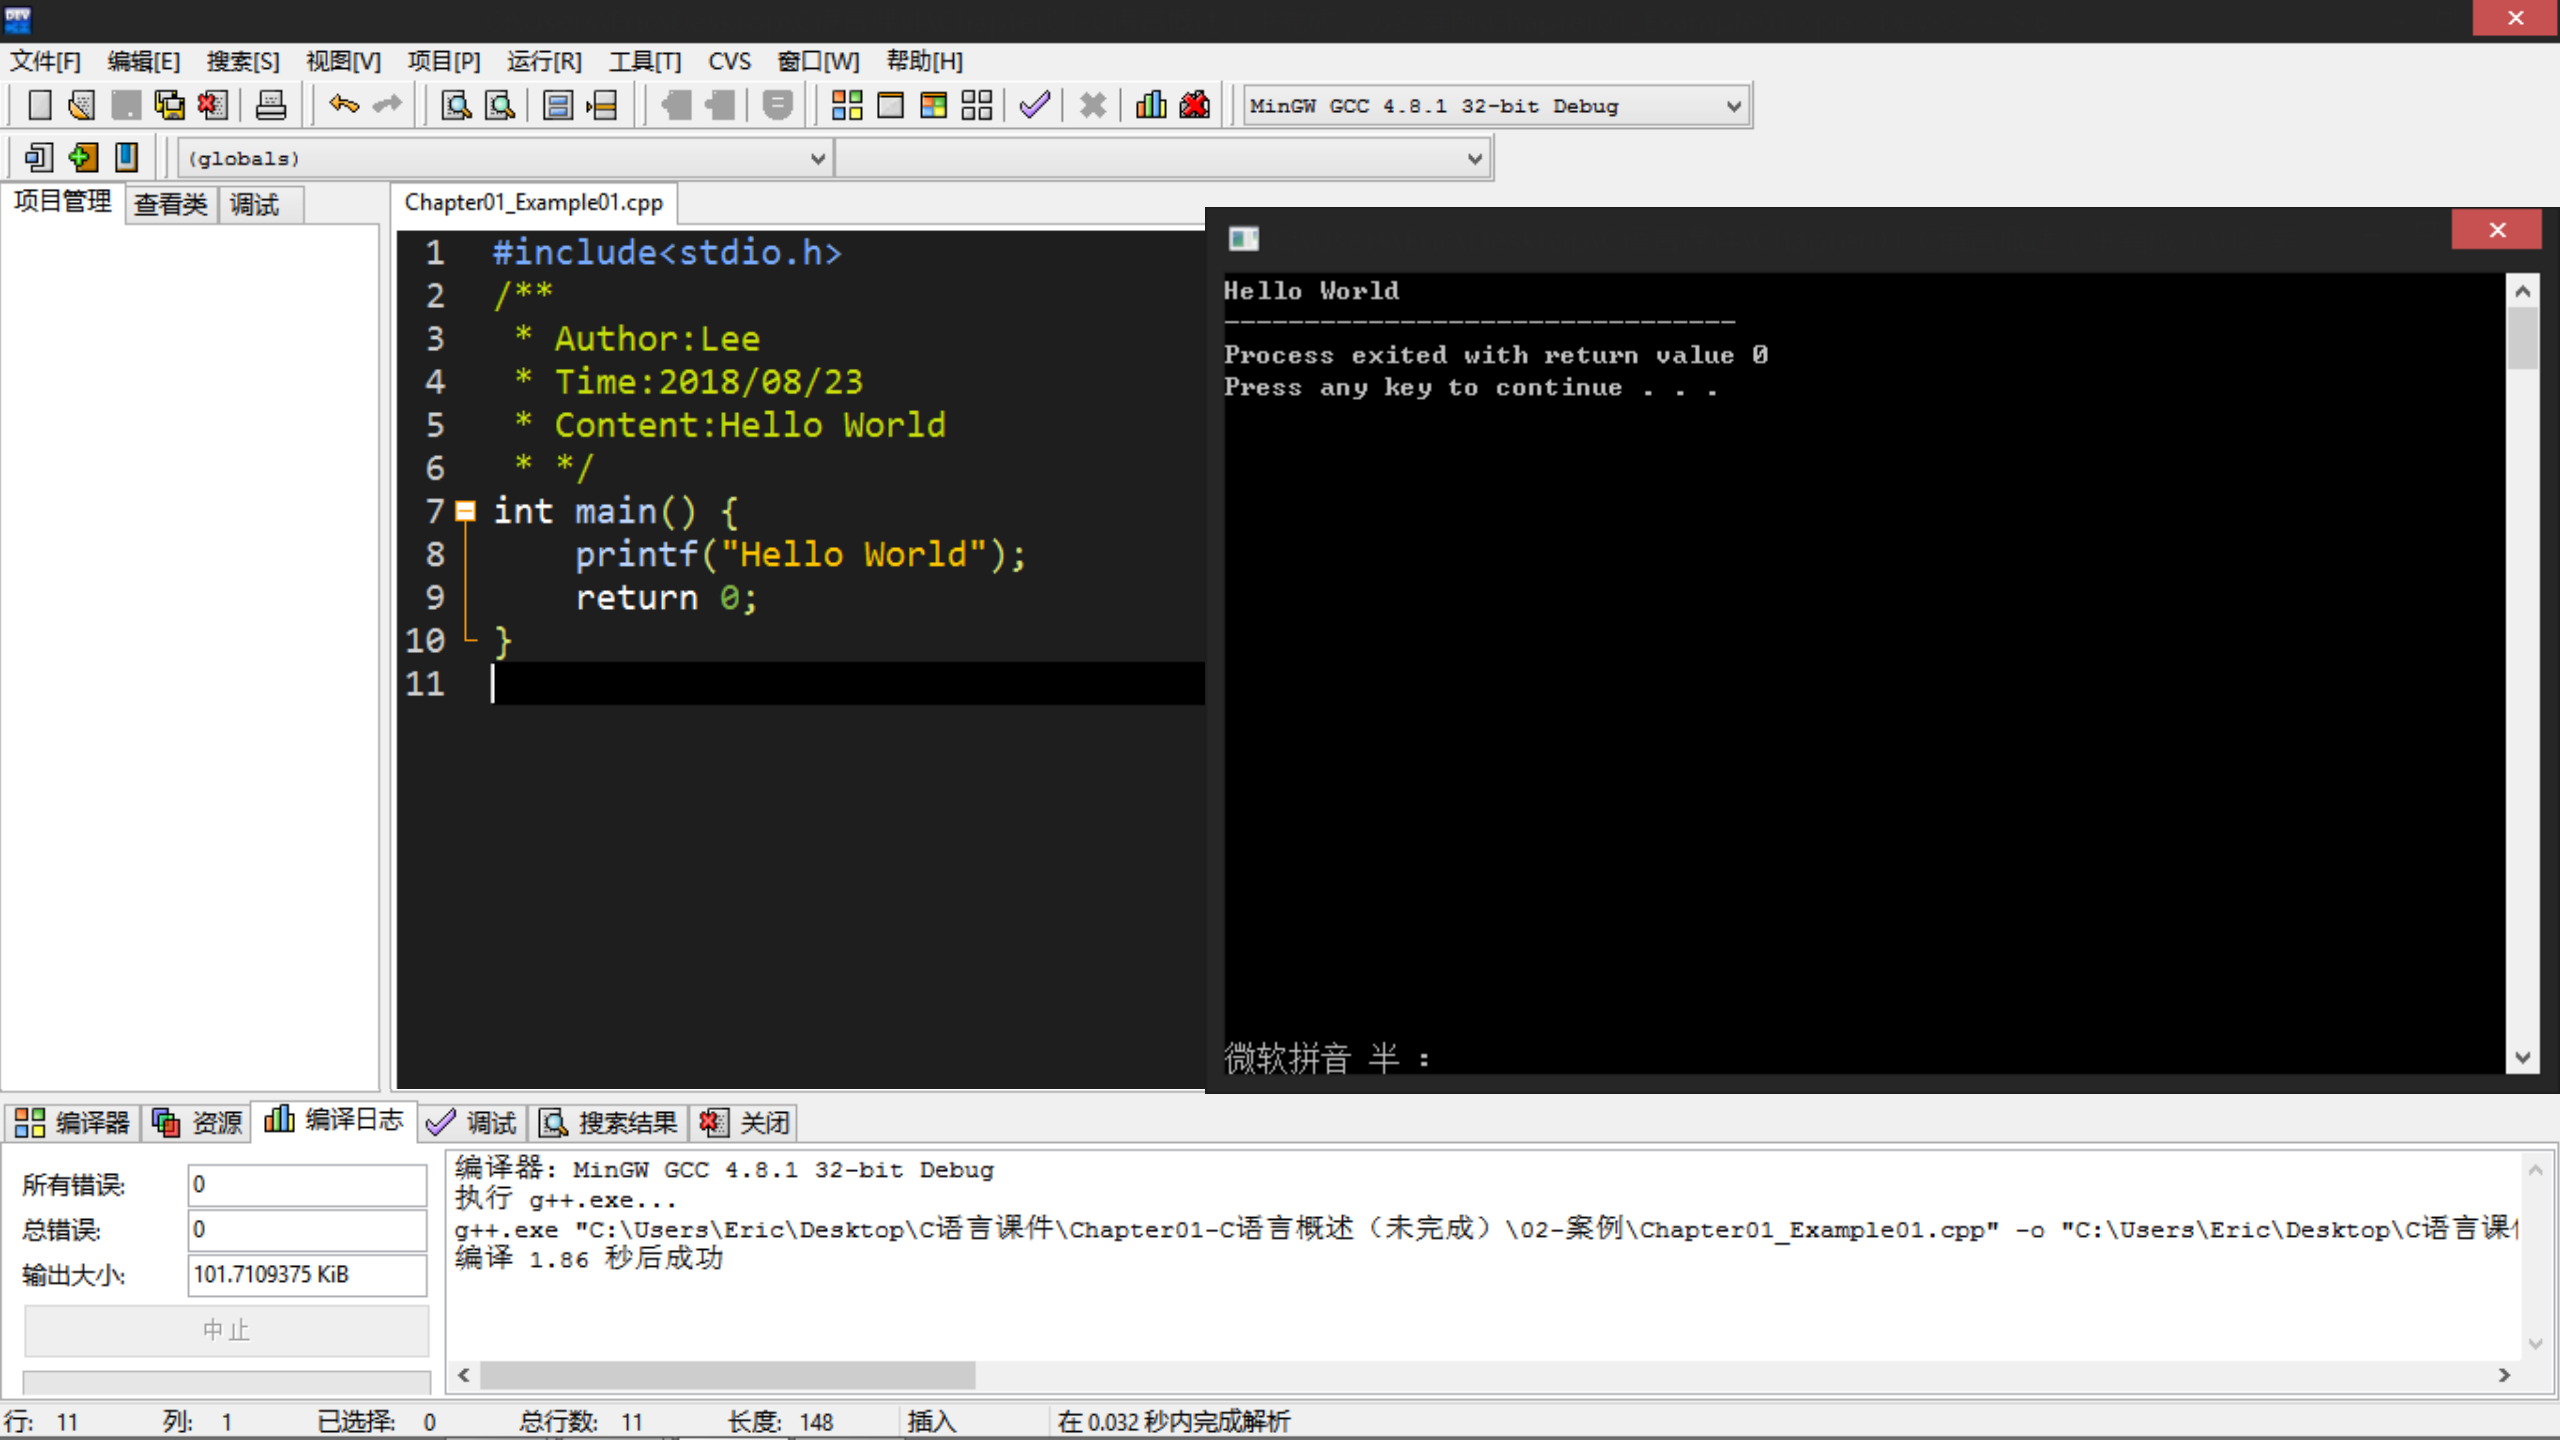 DEV
文件[F] 编辑[E] 搜索[S] 视图[V] 项目[P] 运行[R] 工具[T] CVS 窗口[W] 帮助[H]
MinGW GCC 4.8.1 32-bit Debug
(globals)
项目管理 查看类 调试
Chapter01_Example01.cpp
1 #include<stdio.h>
2 /**
3 * Author:Lee
4 * Time:2018/08/23
5 * Content:Hello World
6 * */
7 int main() {
8 printf("Hello World");
9 return 0;
10 }
11
Hello World
--------------------------------
Process exited with return value 0
Press any key to continue . . .
微软拼音 半 :
编译器 资源 编译日志 调试 搜索结果 关闭
所有错误: 0
总错误: 0
输出大小: 101.7109375 KiB
中止
编译器: MinGW GCC 4.8.1 32-bit Debug
执行 g++.exe...
g++.exe "C:\Users\Eric\Desktop\C语言课件\Chapter01-C语言概述（未完成）\02-案例\Chapter01_Example01.cpp" -o "C:\Users\Eric\Desktop\C语言课
编译 1.86 秒后成功
行: 11 列: 1 已选择: 0 总行数: 11 长度: 148 插入 在 0.032 秒内完成解析